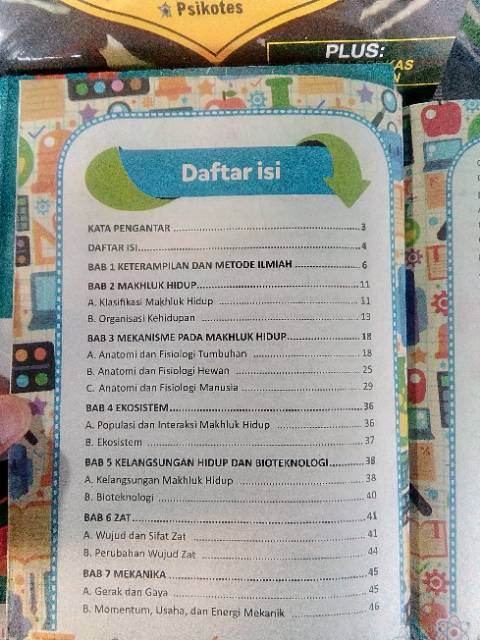 Psikotes
PLUS:
KAS
N
Daftar isi
KATA PENGANTAR 3
DAFTAR ISI 4
BAB 1 KETERAMPILAN DAN METODE ILMIAH 6
BAB 2 MAKHLUK HIDUP 11
A. Klasifikasi Makhluk Hidup 11
B. Organisasi Kehidupan 13
BAB 3 MEKANISME PADA MAKHLUK HIDUP 18
A. Anatomi dan Fisiologi Tumbuhan 18
B. Anatomi dan Fisiologi Hewan 25
C. Anatomi dan Fisiologi Manusia 29
BAB 4 EKOSISTEM 36
A. Populasi dan Interaksi Makhluk Hidup 36
B. Ekosistem 37
BAB 5 KELANGSUNGAN HIDUP DAN BIOTEKNOLOGI 38
A. Kelangsungan Makhluk Hidup 38
B. Bioteknologi 40
BAB 6 ZAT 41
A. Wujud dan Sifat Zat 41
B. Perubahan Wujud Zat 44
BAB 7 MEKANIKA 45
A. Gerak dan Gaya 45
B. Momentum, Usaha, dan Energi Mekanik 46